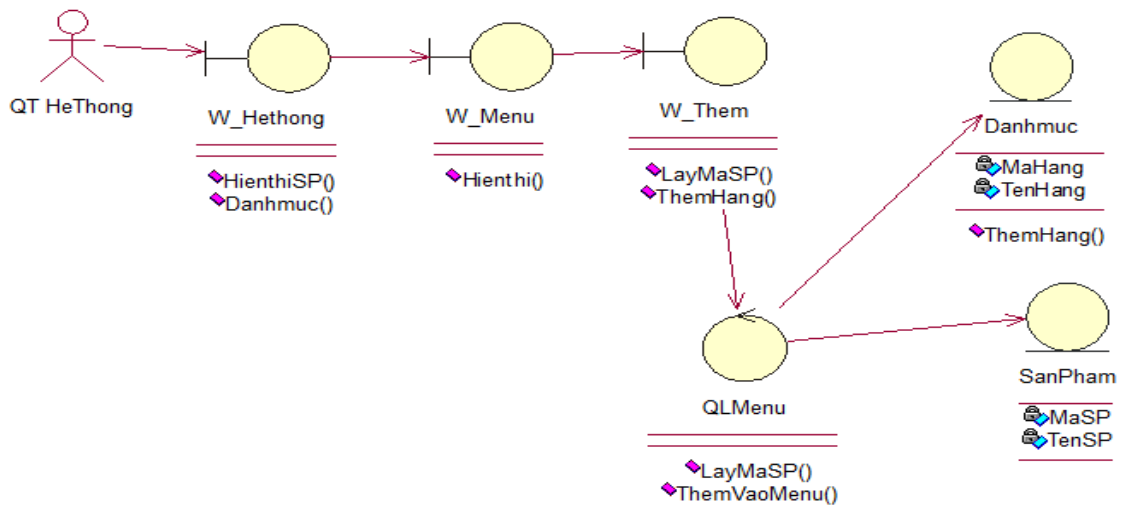 QT HeThong
W_Hethong
HienthiSP()
Danhmuc()
W_Menu
Hienthi()
W_Them
LayMaSP()
ThemHang()
Danhmuc
MaHang
TenHang
ThemHang()
QLMenu
LayMaSP()
ThemVaoMenu()
SanPham
MaSP
TenSP